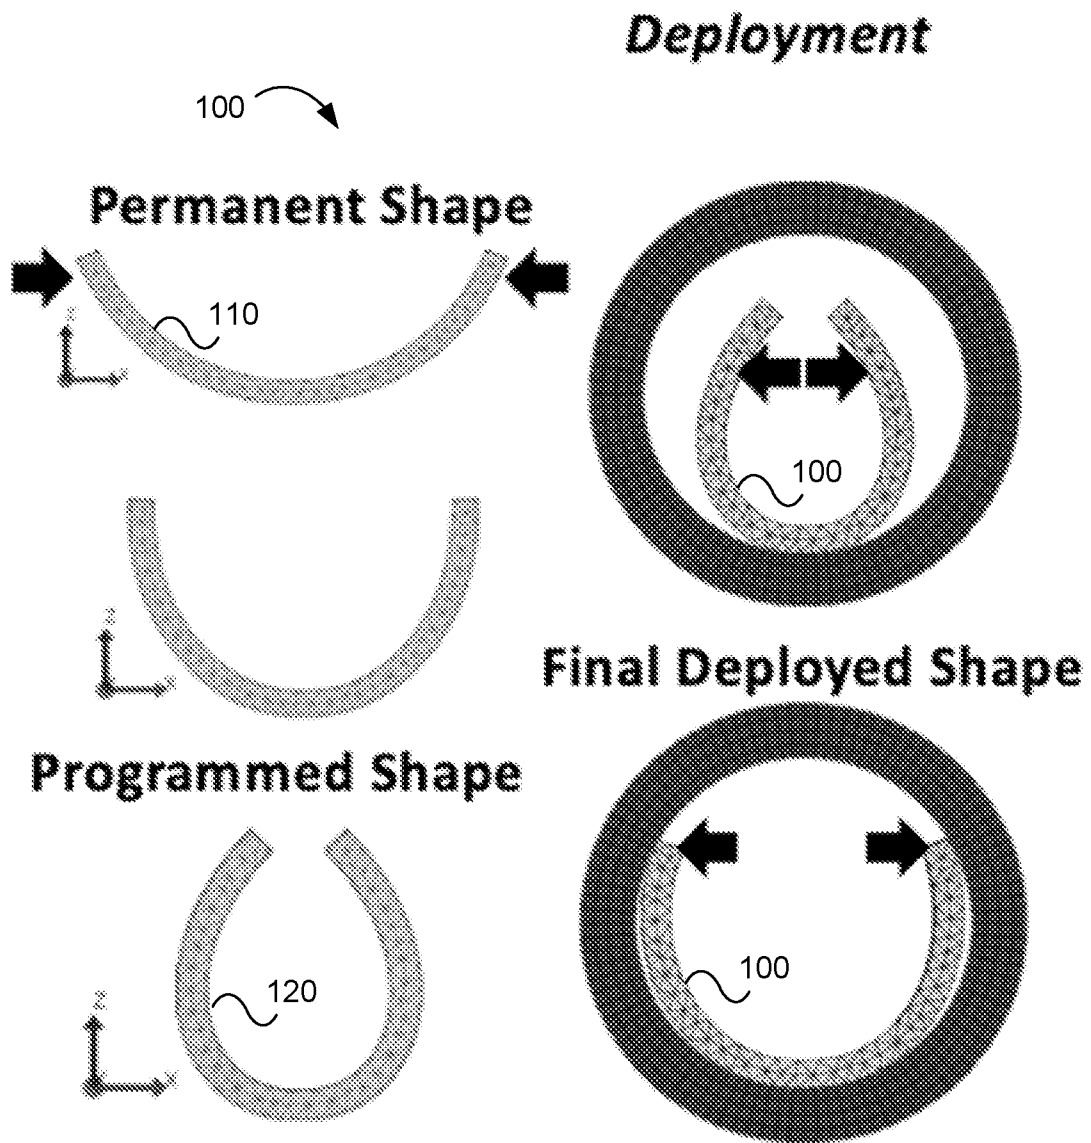 Deployment
100
Permanent Shape
110
z
x
100
z
x
Final Deployed Shape
Programmed Shape
100
120
z
x